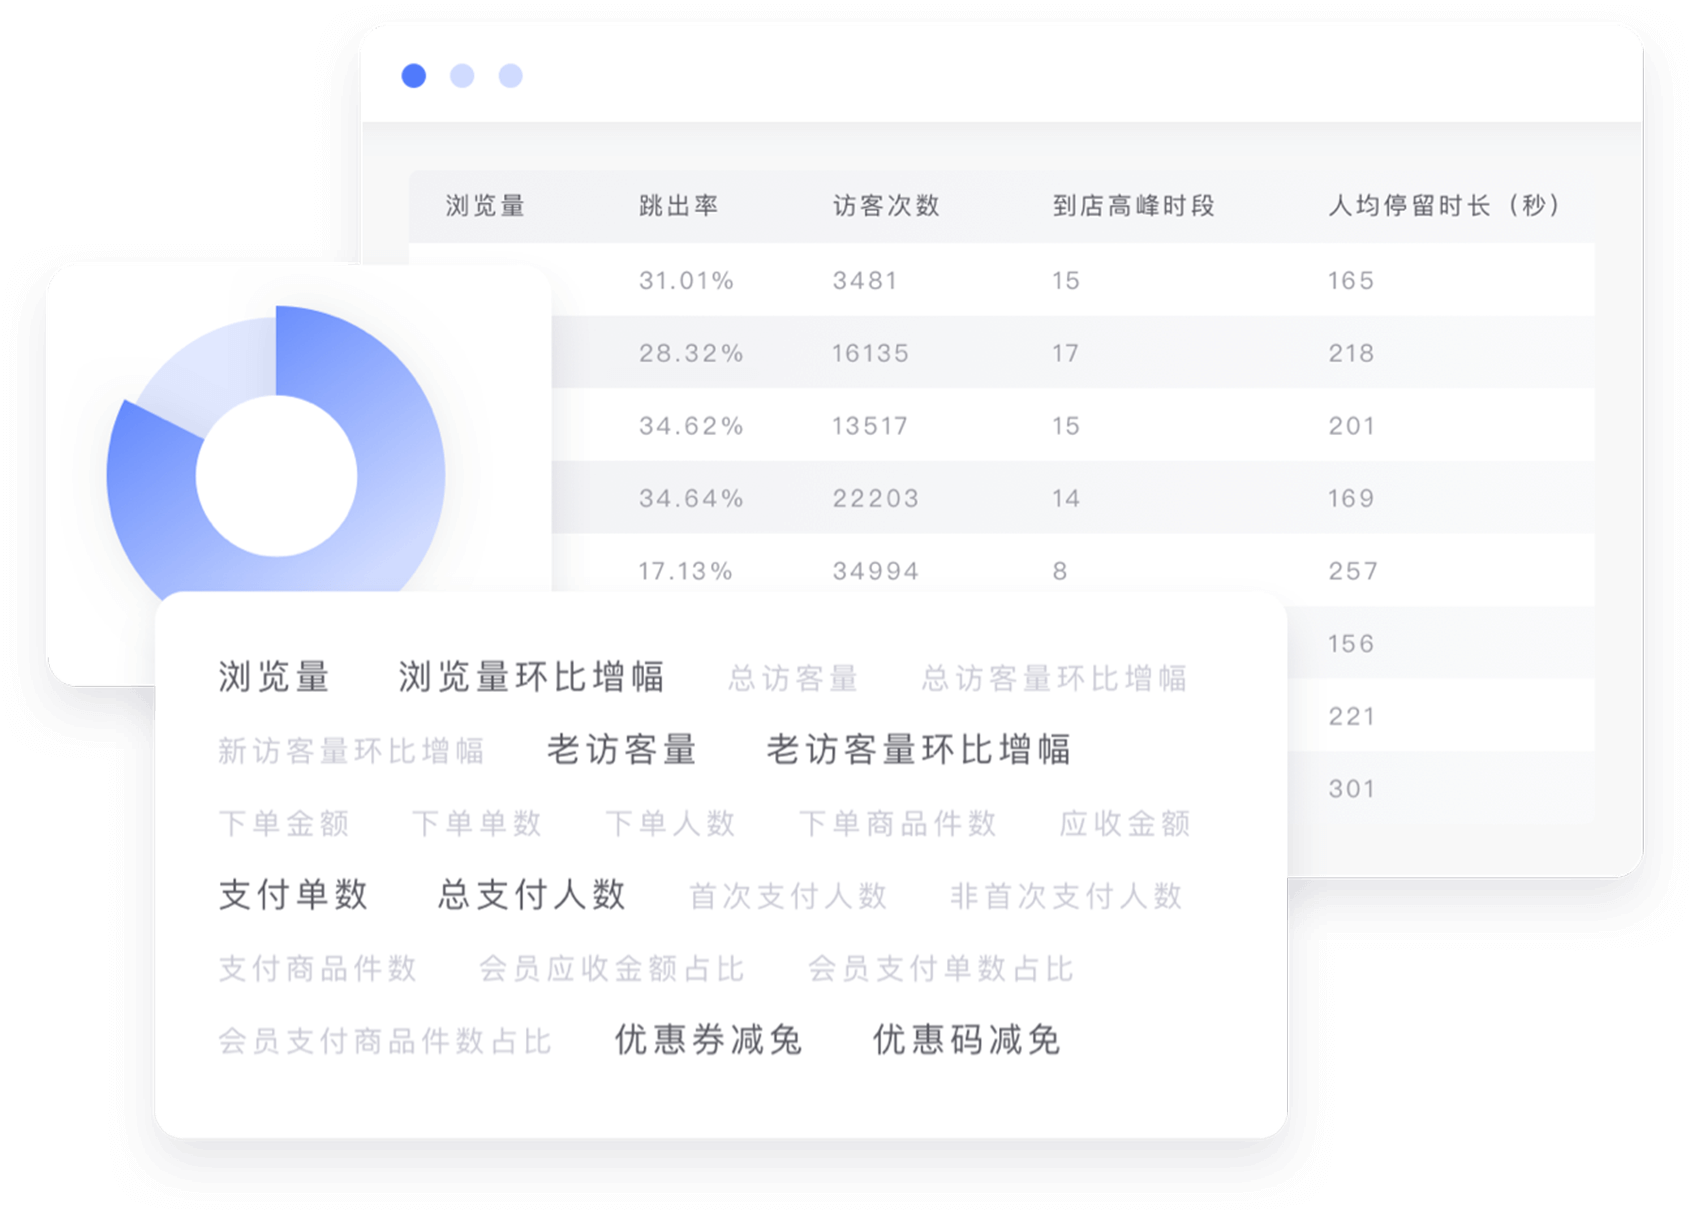 浏览量 跳出率 访客次数 到店高峰时段 人均停留时长（秒）
31.01% 3481 15 165
28.32% 16135 17 218
34.62% 13517 15 201
34.64% 22203 14 169
17.13% 34994 8 257
156
221
301
浏览量 浏览量环比增幅 总访客量 总访客量环比增幅
新访客量环比增幅 老访客量 老访客量环比增幅
下单金额 下单单数 下单人数 下单商品件数 应收金额
支付单数 总支付人数 首次支付人数 非首次支付人数
支付商品件数 会员应收金额占比 会员支付单数占比
会员支付商品件数占比 优惠券减兔 优惠码减免